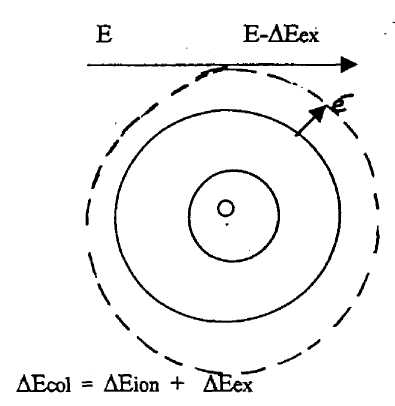 E E-ΔEex
e⁻
ΔEcol = ΔEion + ΔEex